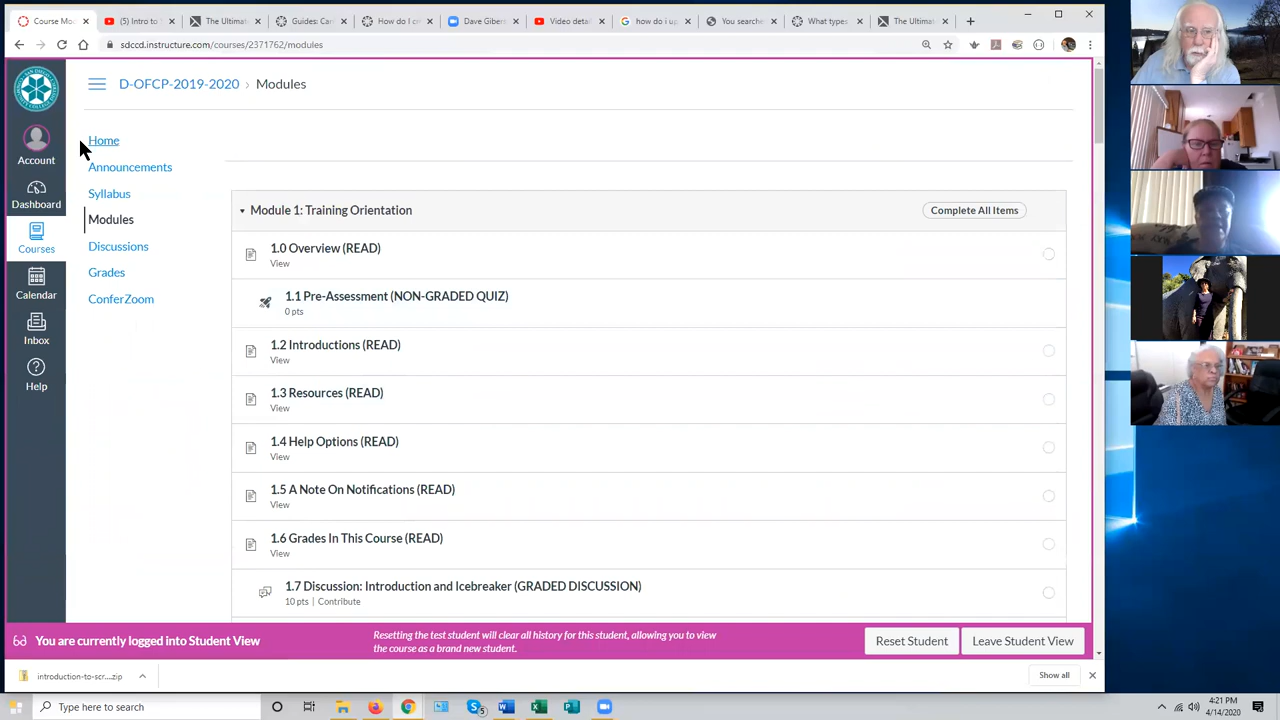 Course Mod
(5) Intro to S
The Ultimate
Guides: Can
How do I cr
Dave Gibers
Video detail
how do i up
You searche
What types
The Ultimat
sdccd.instructure.com/courses/2371762/modules
D-OFCP-2019-2020 › Modules
Account
Dashboard
Courses
Calendar
Inbox
Help
Home
Announcements
Syllabus
Modules
Discussions
Grades
ConferZoom
Module 1: Training Orientation
Complete All Items
1.0 Overview (READ)
View
1.1 Pre-Assessment (NON-GRADED QUIZ)
0 pts
1.2 Introductions (READ)
View
1.3 Resources (READ)
View
1.4 Help Options (READ)
View
1.5 A Note On Notifications (READ)
View
1.6 Grades In This Course (READ)
View
1.7 Discussion: Introduction and Icebreaker (GRADED DISCUSSION)
10 pts | Contribute
You are currently logged into Student View
Resetting the test student will clear all history for this student, allowing you to view
the course as a brand new student.
Reset Student
Leave Student View
introduction-to-scr....zip
Show all
Type here to search
4:21 PM
4/14/2020